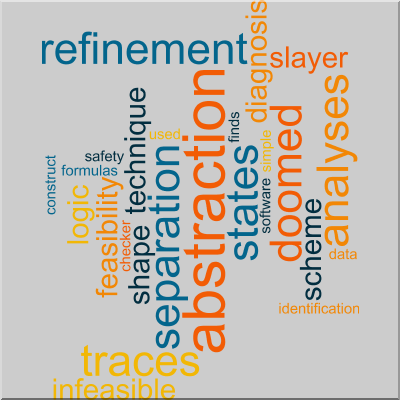 diagnosis
refinement
slayer
abstraction
analyses
technique
doomed
finds
used
simple
states
separation
safety
construct
formulas
logic
feasibility
software
shape
scheme
checker
data
identification
traces
infeasible